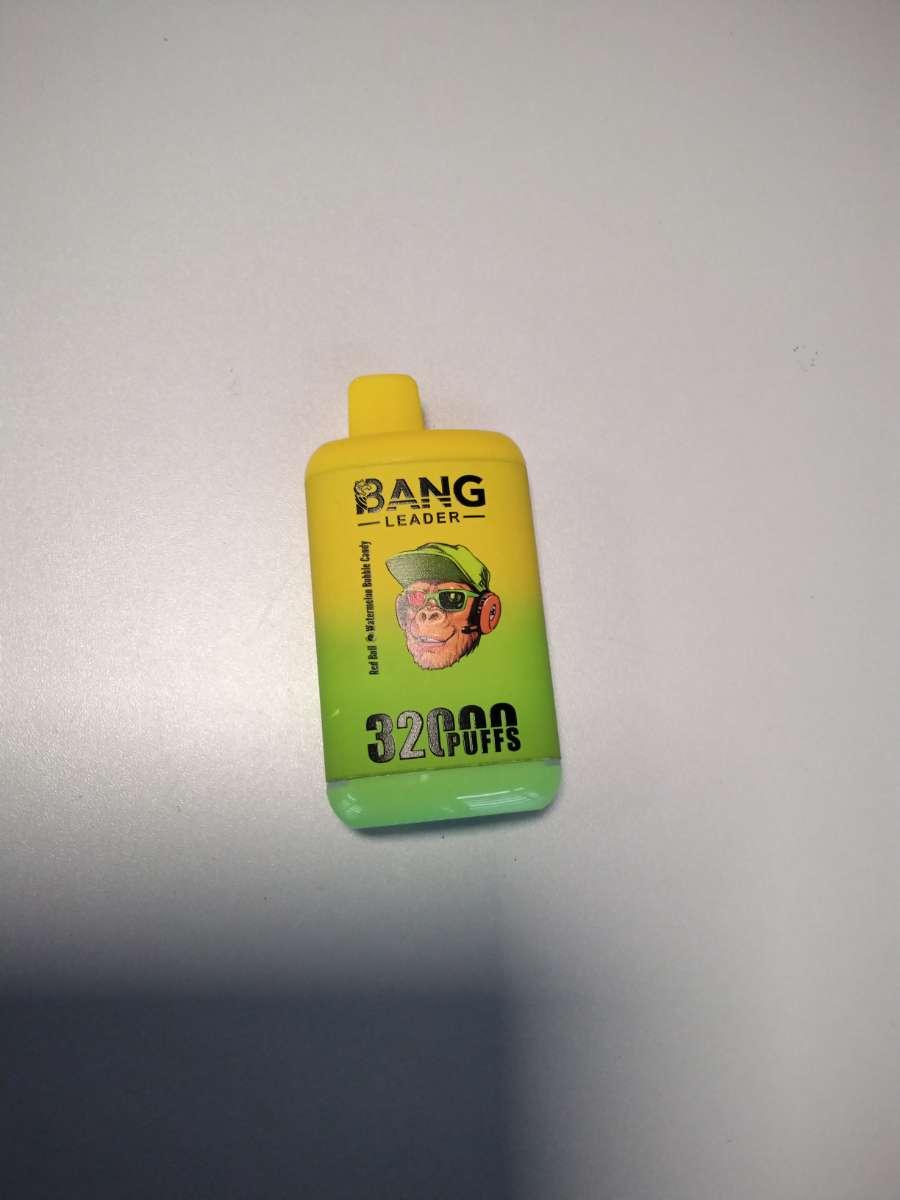 BANG
LEADER
Red Bull & Watermelon Bubble Candy
32000
PUFFS